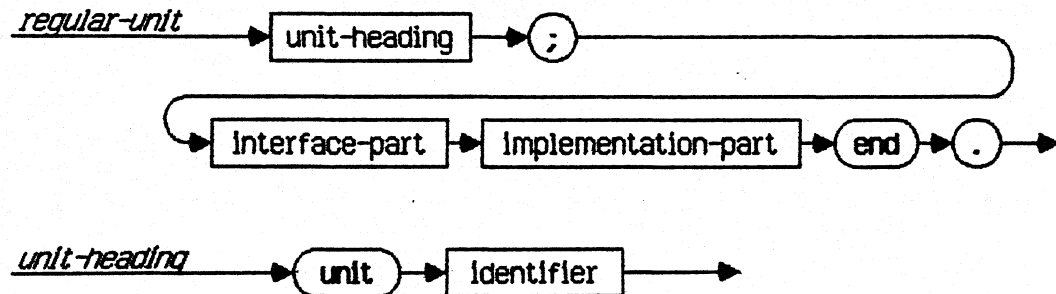 regular-unit
unit-heading ;
interface-part implementation-part end .
unit-heading
unit identifier